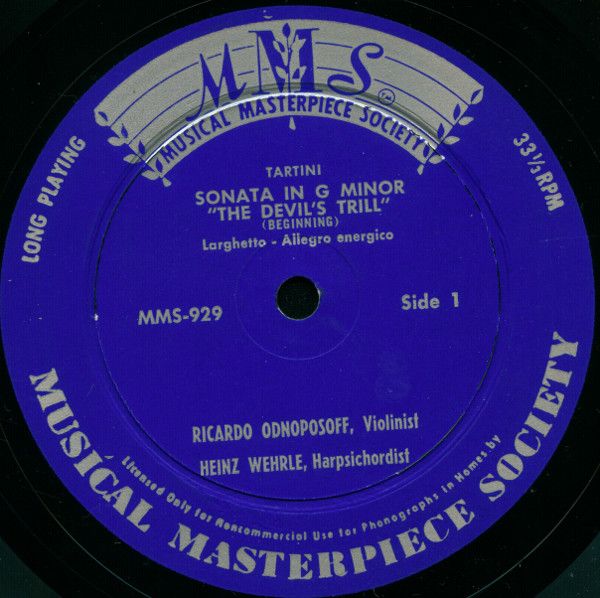 MMS
TM
MUSICAL MASTERPIECE SOCIETY
LONG PLAYING
33⅓ RPM
TARTINI
SONATA IN G MINOR
"THE DEVIL'S TRILL"
(BEGINNING)
Larghetto - Allegro energico
MMS-929
Side 1
RICARDO ODNOPOSOFF, Violinist
HEINZ WEHRLE, Harpsichordist
Licensed Only for Noncommercial Use for Phonographs in Homes by
MUSICAL MASTERPIECE SOCIETY